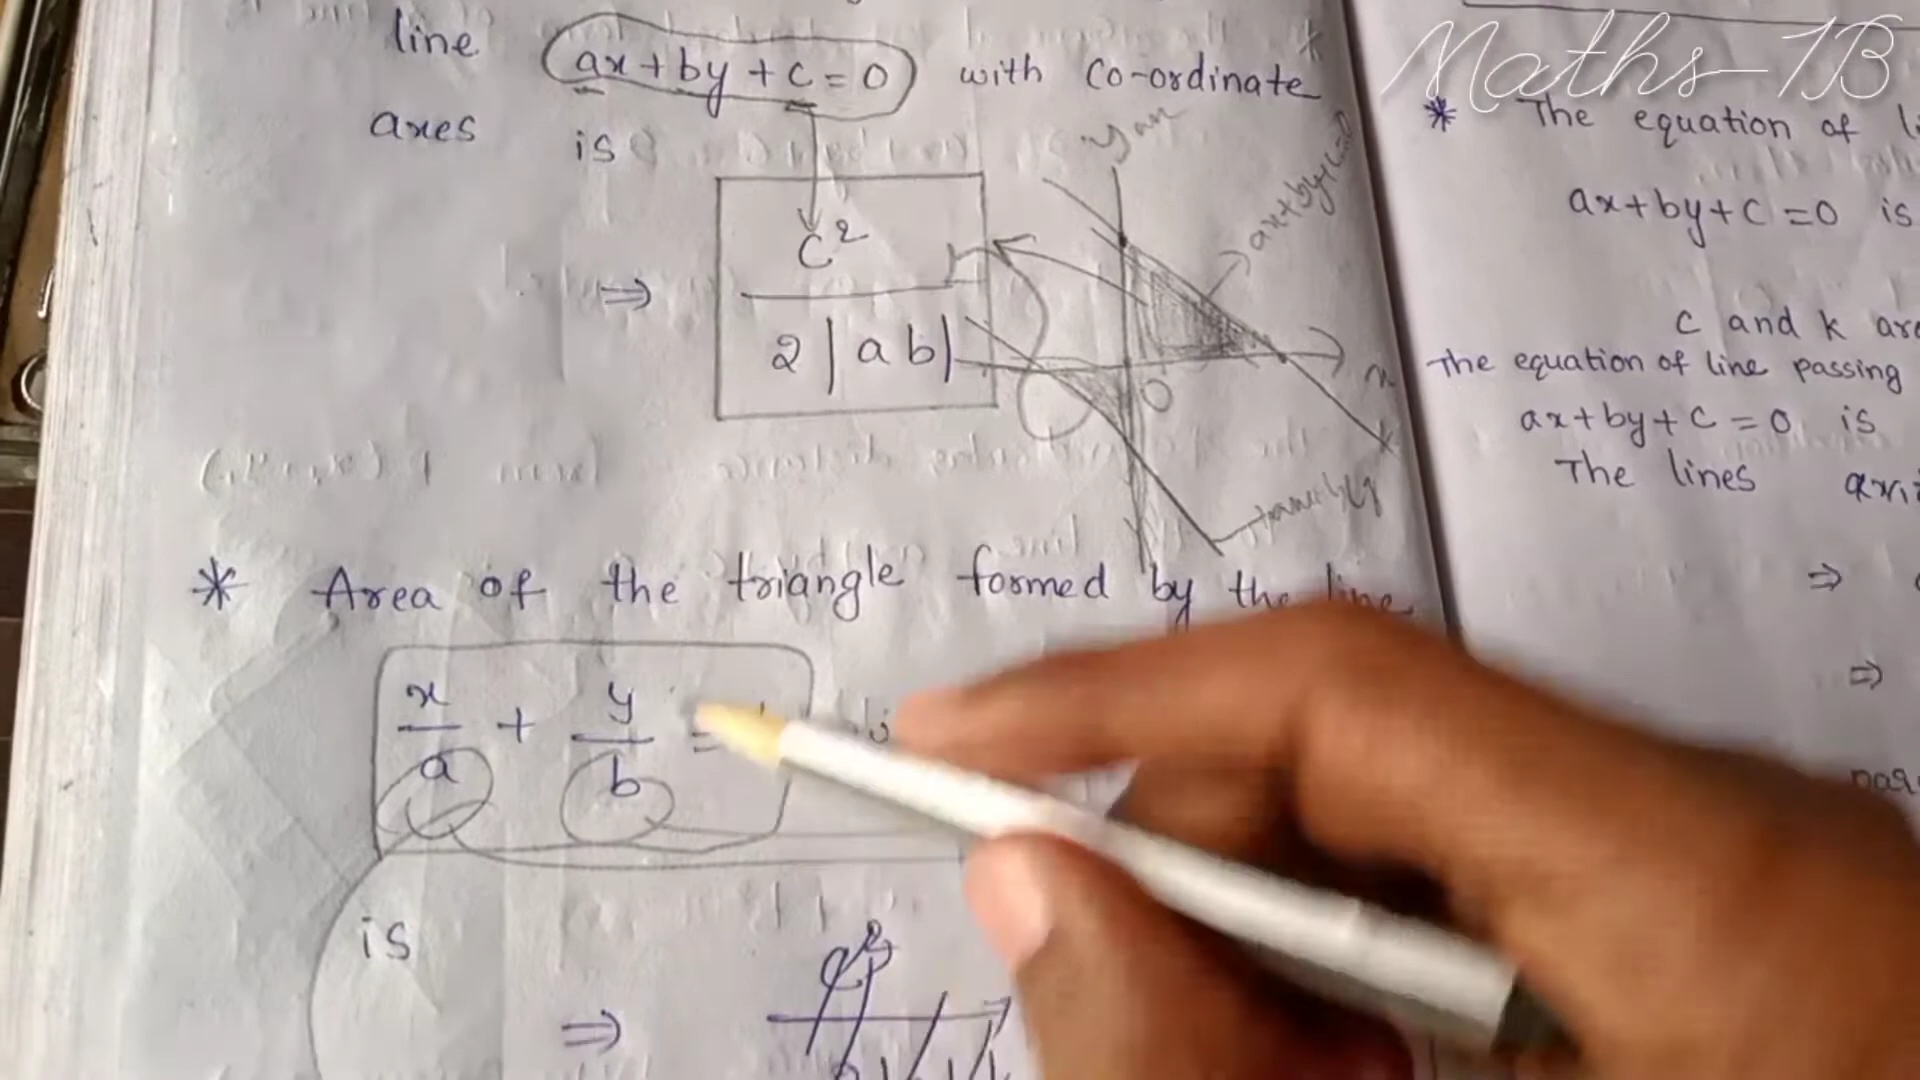 Maths-1B
line ax+by+c=0 with co-ordinate
axes is
y
ax+by+c=0
⇒ c² / 2|ab|
O
x
* Area of the triangle formed by the line
x/a + y/b =
is
⇒
* The equation of
ax+by+c=0 is
c and k
The equation of line passing
ax+by+c=0 is
The lines
⇒
⇒